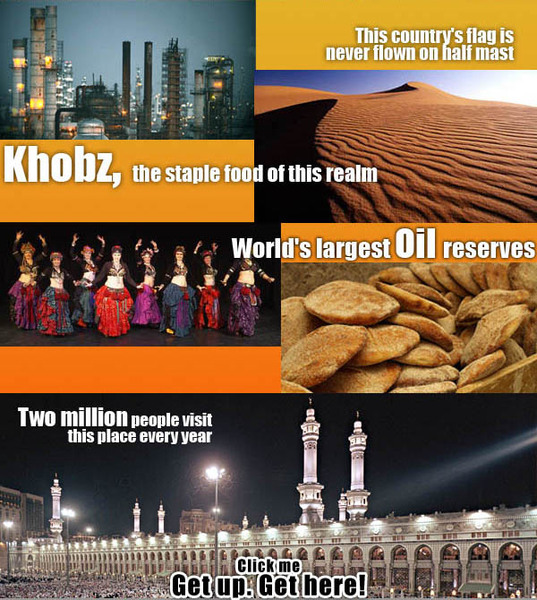 This country's flag is
never flown on half mast
Khobz, the staple food of this realm
World's largest Oil reserves
Two million people visit
this place every year
Click me
Get up. Get here!